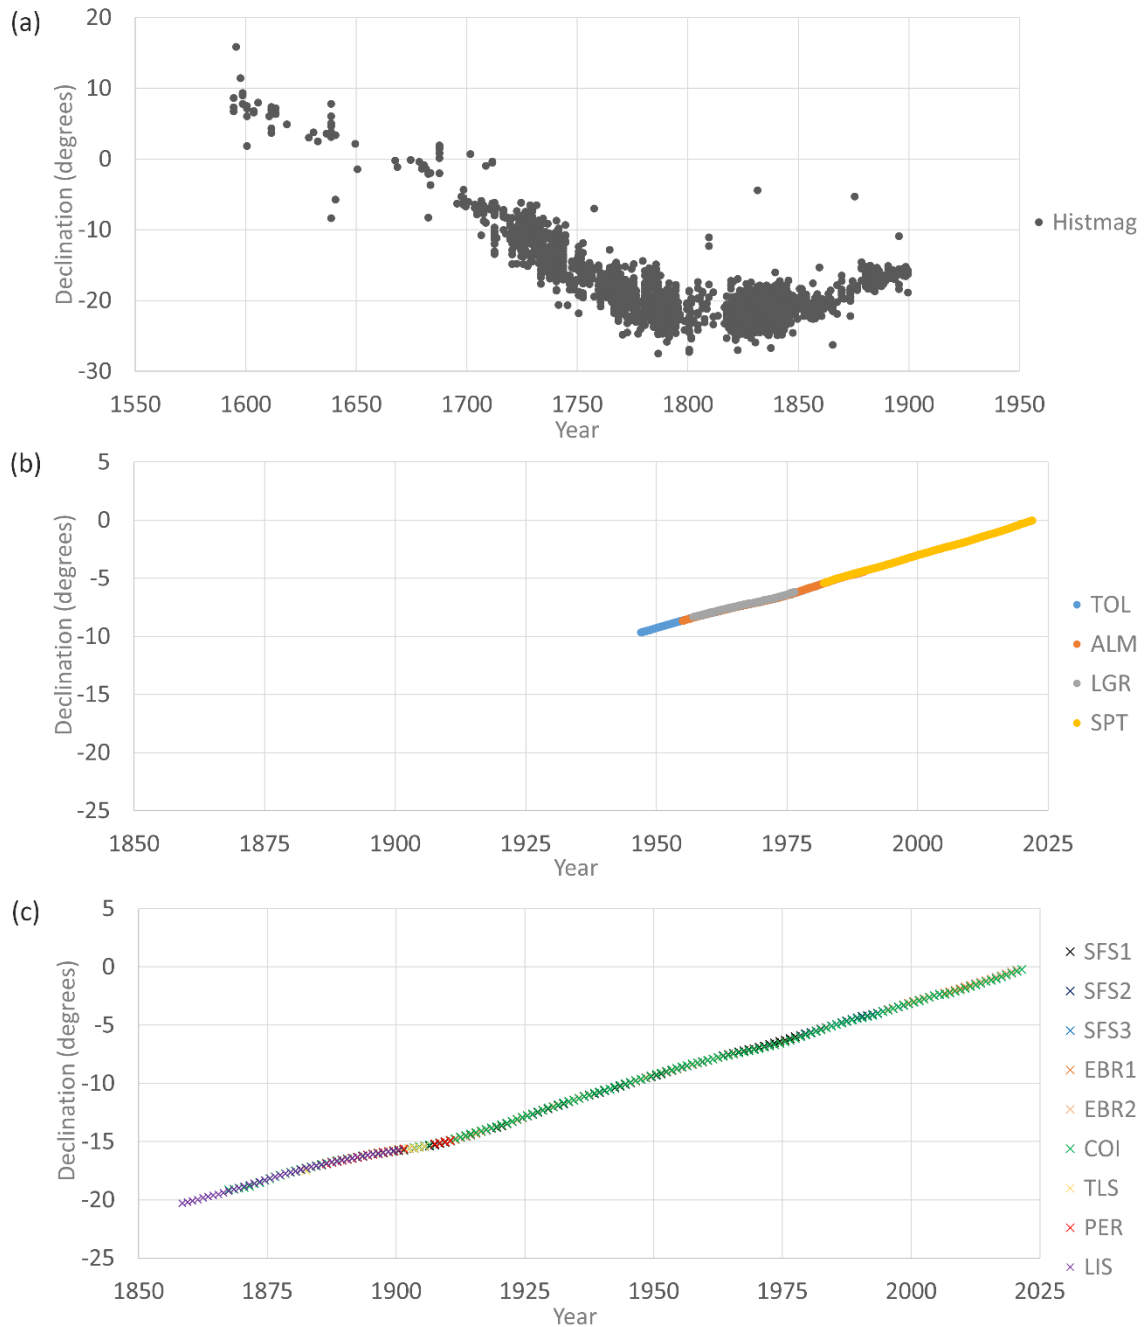 (a)
20
10
0
-10
-20
-30
Declination (degrees)
1550 1600 1650 1700 1750 1800 1850 1900 1950
Year
Histmag
(b)
5
0
-5
-10
-15
-20
-25
Declination (degrees)
1850 1875 1900 1925 1950 1975 2000 2025
Year
TOL
ALM
LGR
SPT
(c)
5
0
-5
-10
-15
-20
-25
Declination (degrees)
1850 1875 1900 1925 1950 1975 2000 2025
Year
SFS1
SFS2
SFS3
EBR1
EBR2
COI
TLS
PER
LIS